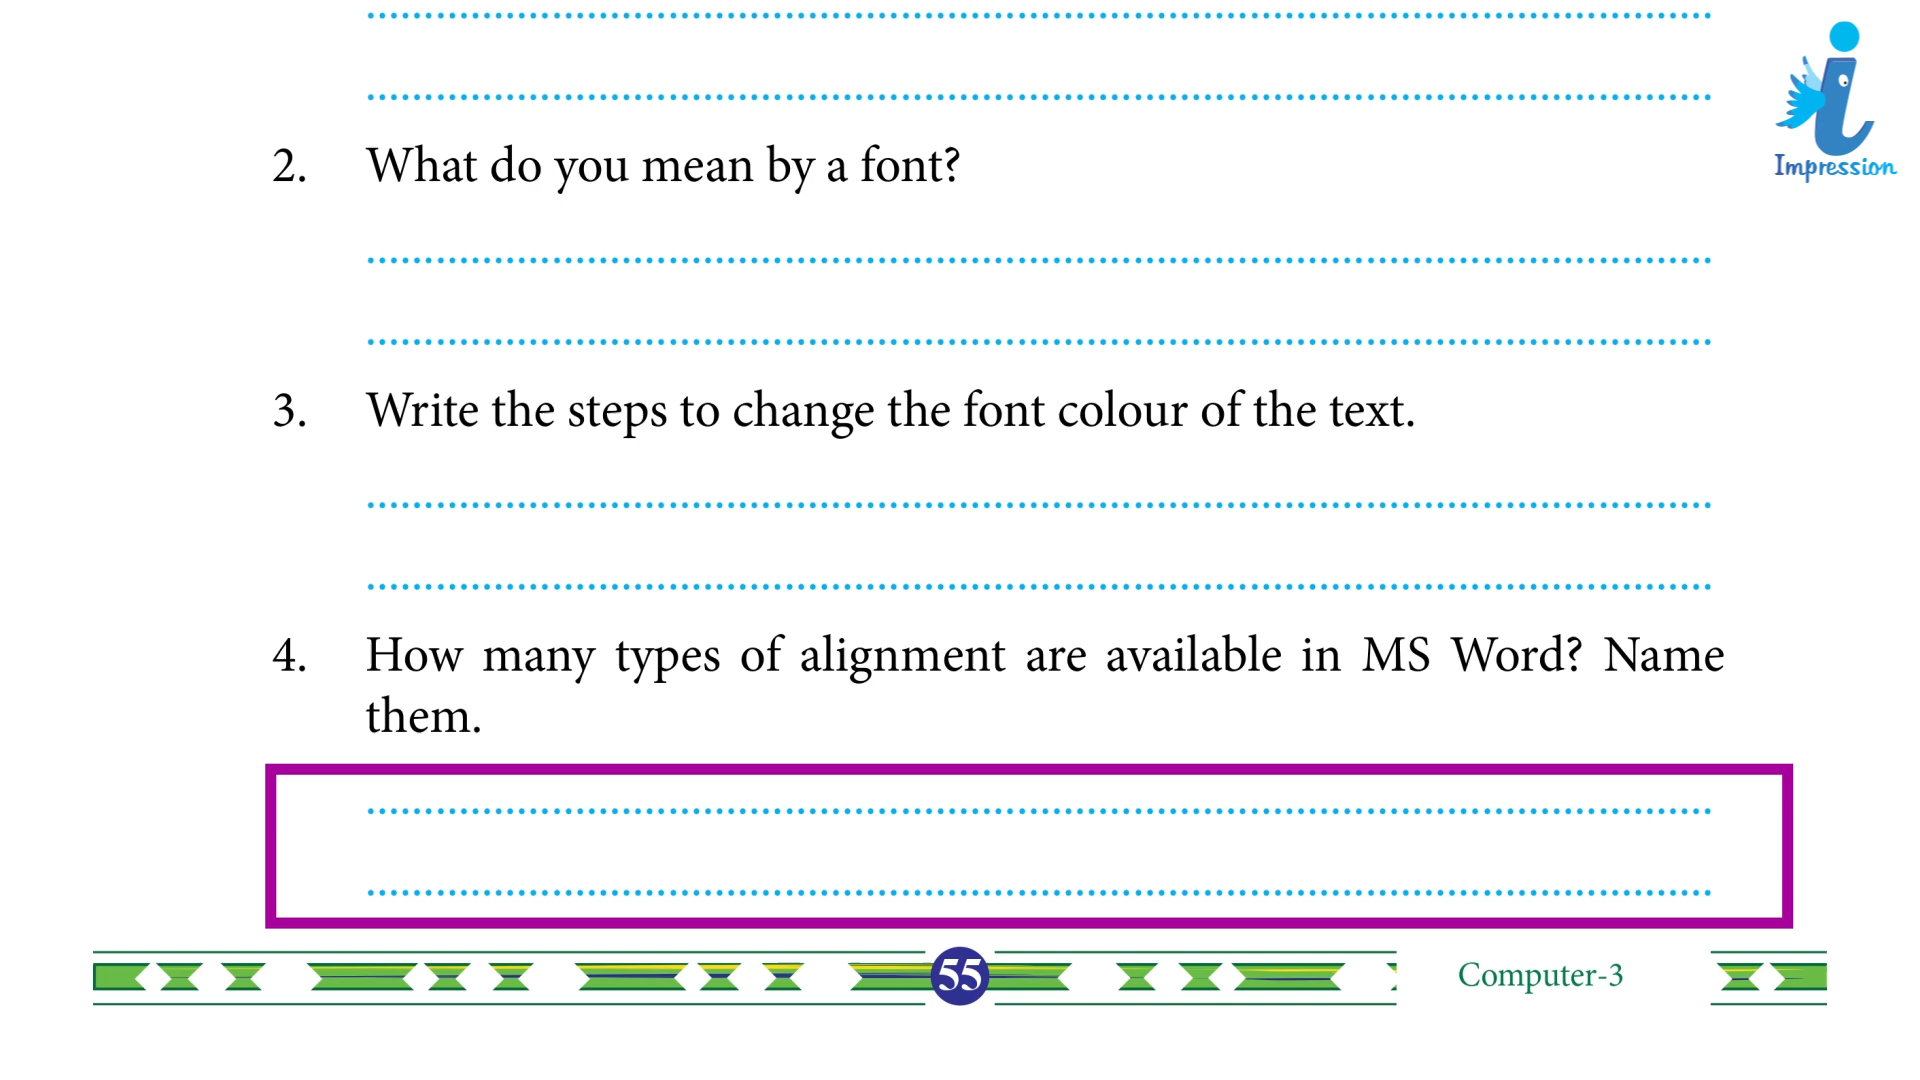 Impression
2. What do you mean by a font?
3. Write the steps to change the font colour of the text.
4. How many types of alignment are available in MS Word? Name
them.
55
Computer-3